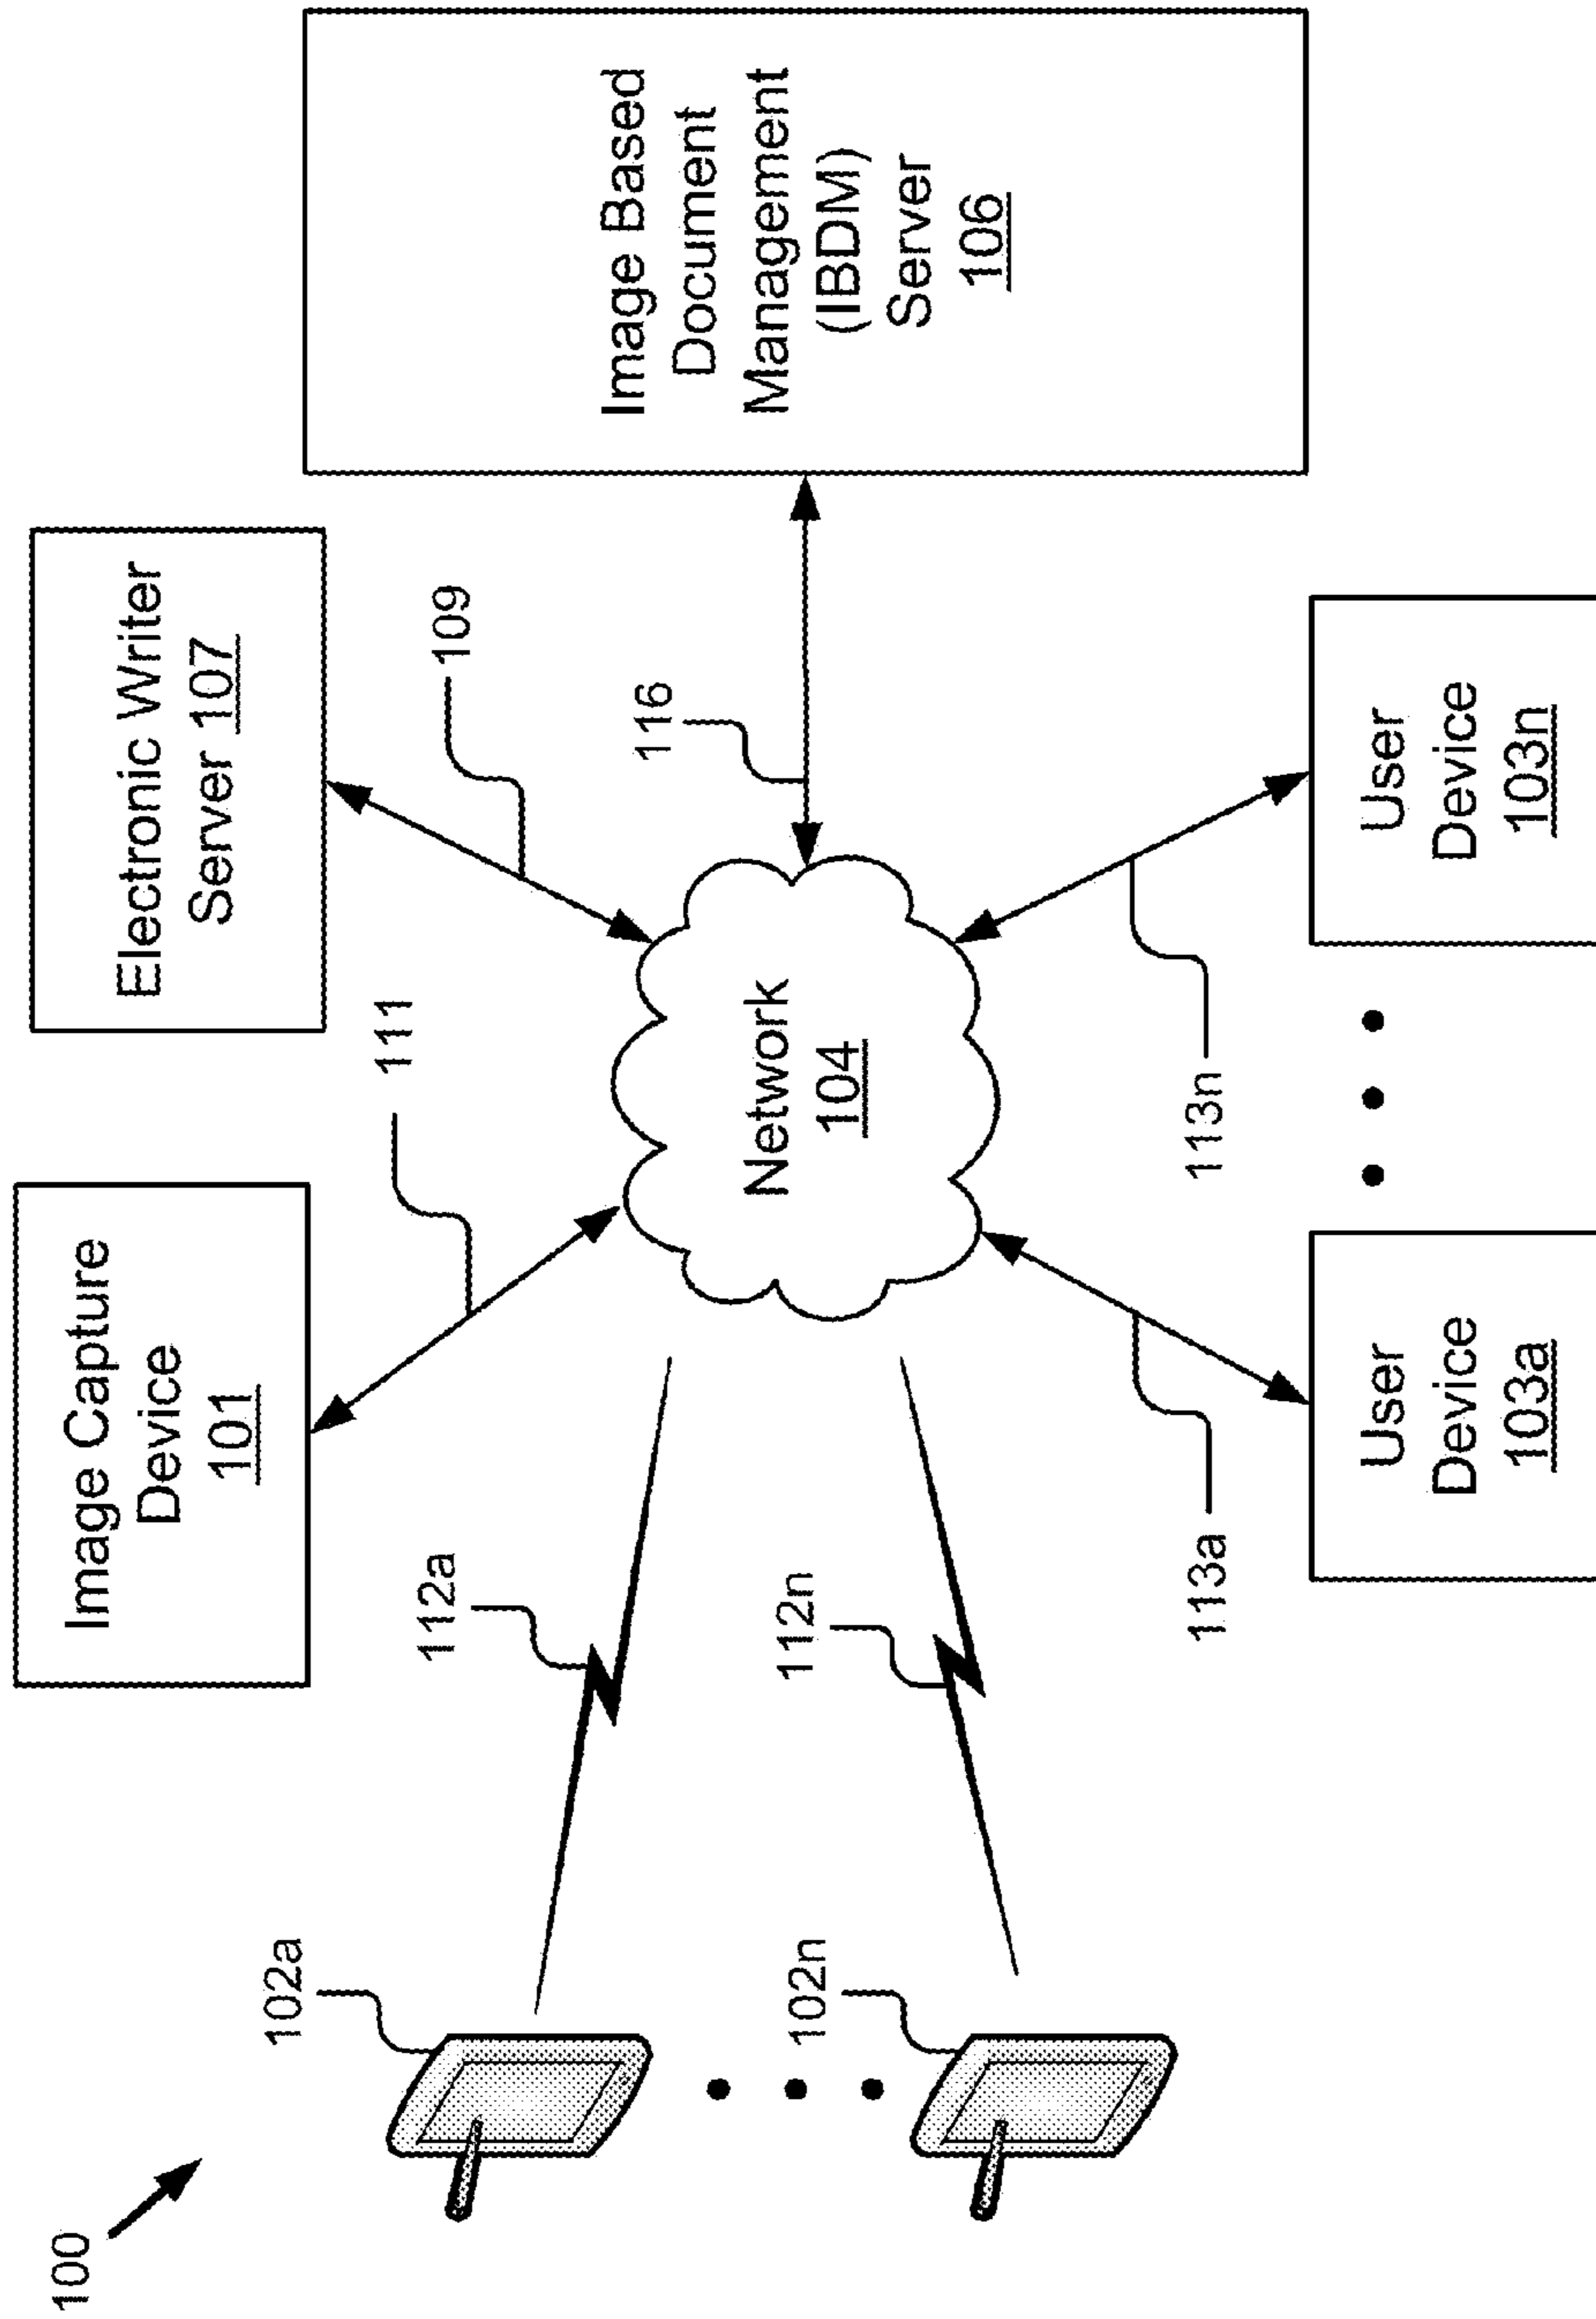 100
Image Capture
Device
101
Electronic Writer
Server 107
111
109
102a
112a
116
Image Based
Document
Management
(IBDM)
Server
106
Network
104
102n
112n
113a
113n
User
Device
103a
User
Device
103n